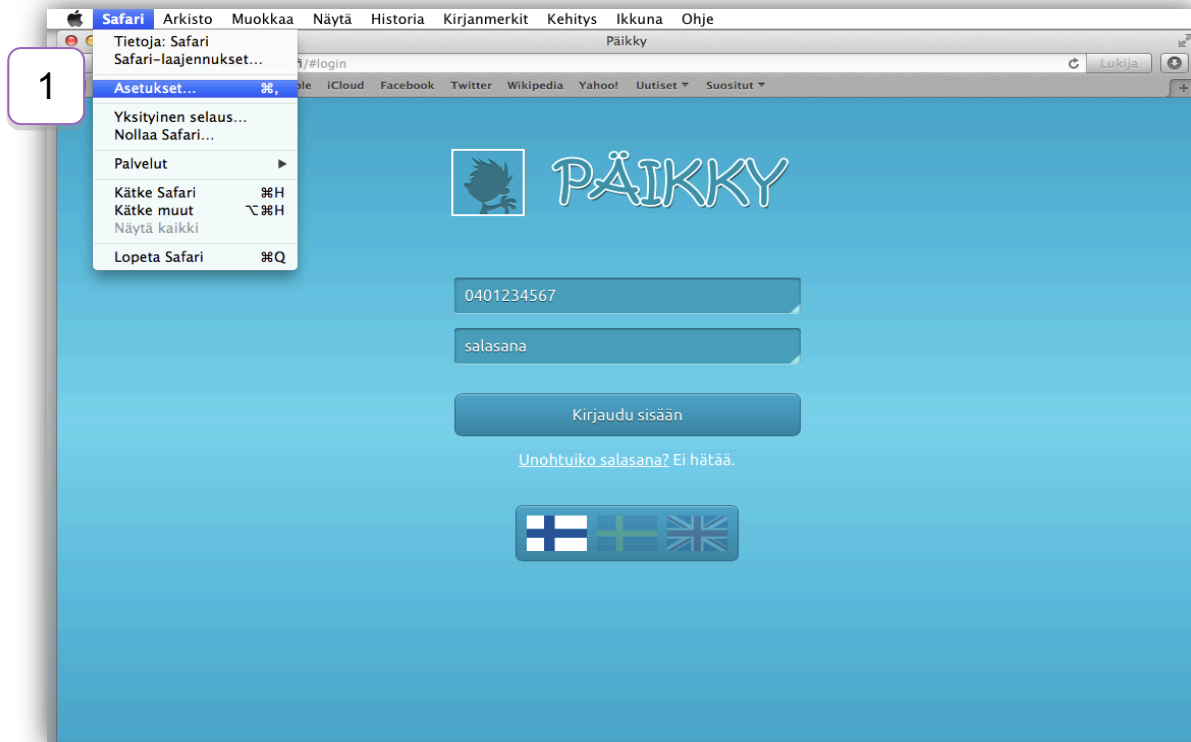 Safari Arkisto Muokkaa Näytä Historia Kirjanmerkit Kehitys Ikkuna Ohje
Päikky
/#login
Lukija
iCloud Facebook Twitter Wikipedia Yahoo! Uutiset Suositut
1
Tietoja: Safari
Safari-laajennukset...
Asetukset... ⌘,
Yksityinen selaus...
Nollaa Safari...
Palvelut
Kätke Safari ⌘H
Kätke muut ⌥⌘H
Näytä kaikki
Lopeta Safari ⌘Q
PÄIKKY
0401234567
salasana
Kirjaudu sisään
Unohtuiko salasana? Ei hätää.